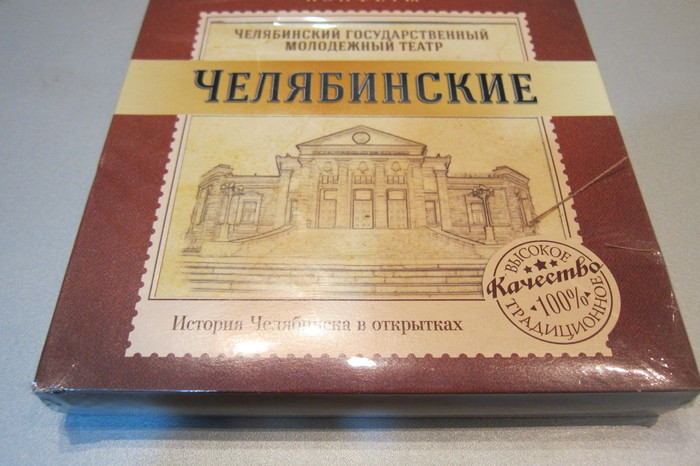 ЧЕЛЯБИНСКИЙ ГОСУДАРСТВЕННЫЙ
МОЛОДЕЖНЫЙ ТЕАТР
ЧЕЛЯБИНСКИЕ
ВЫСОКОЕ
Качество
100%
ТРАДИЦИОННОЕ
История Челябинска в открытках